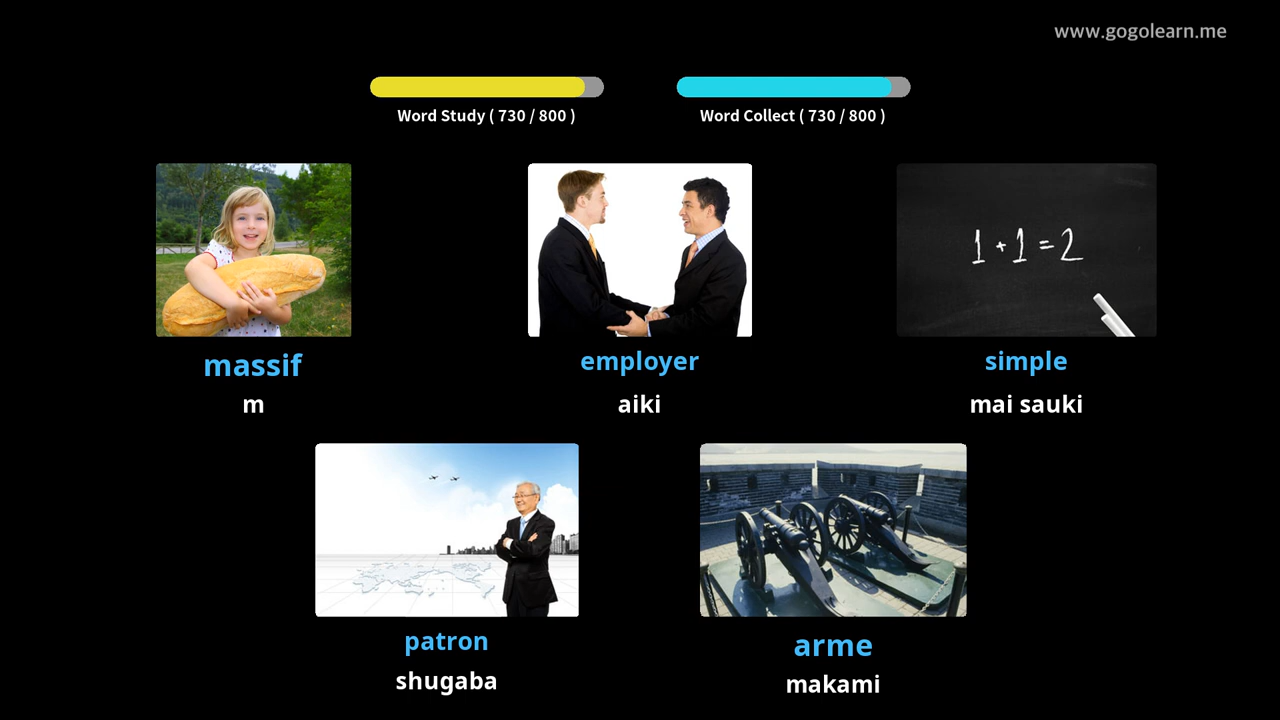 www.gogolearn.me
Word Study ( 730 / 800 )
Word Collect ( 730 / 800 )
massif
m
employer
aiki
simple
mai sauki
1 + 1 = 2
patron
shugaba
arme
makami